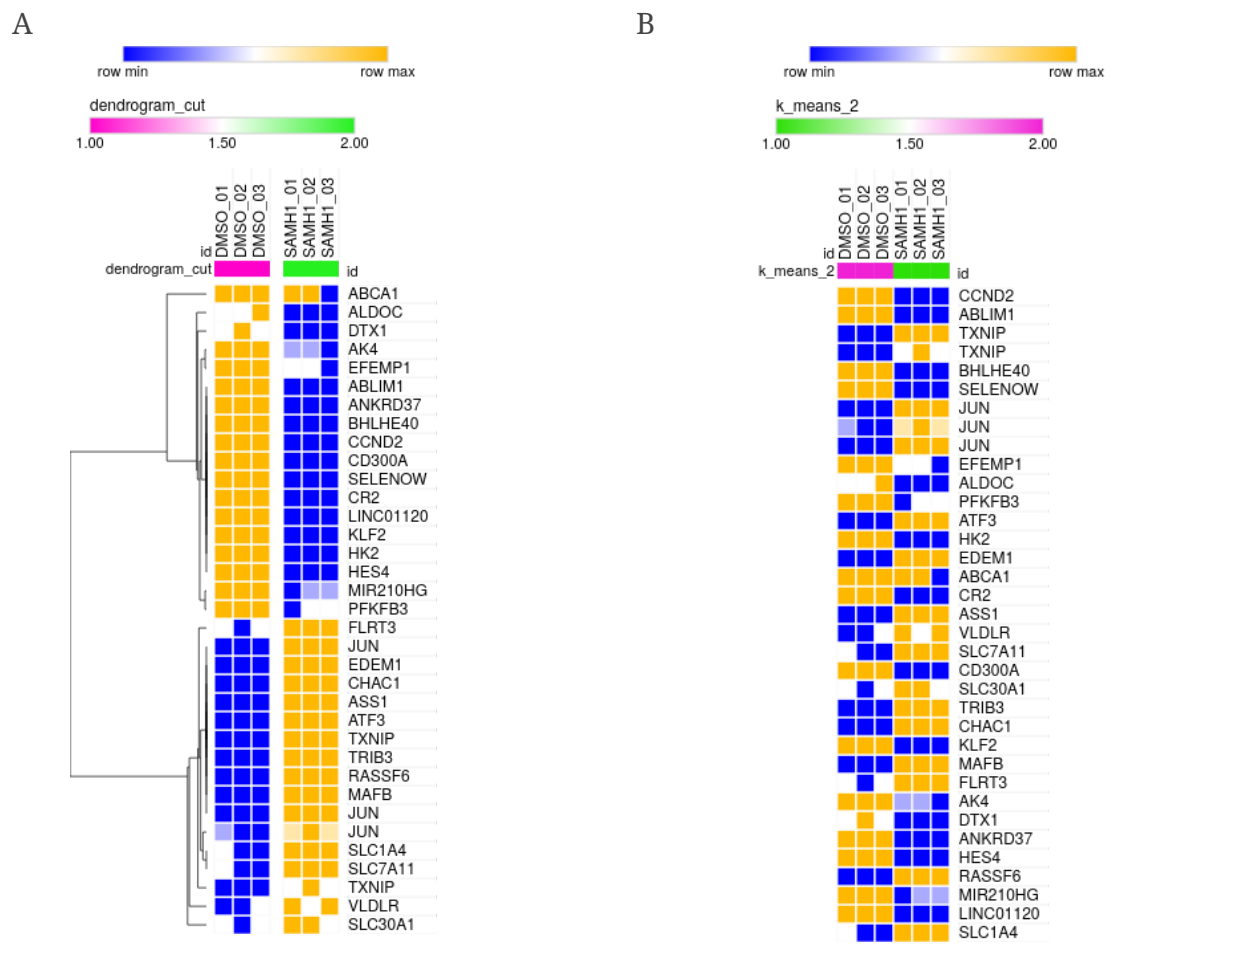 A
row min row max
dendrogram_cut
1.00 1.50 2.00
DMSO_01
DMSO_02
DMSO_03
SAMH1_01
SAMH1_02
SAMH1_03
id
dendrogram_cut id
ABCA1
ALDOC
DTX1
AK4
EFEMP1
ABLIM1
ANKRD37
BHLHE40
CCND2
CD300A
SELENOW
CR2
LINC01120
KLF2
HK2
HES4
MIR210HG
PFKFB3
FLRT3
JUN
EDEM1
CHAC1
ASS1
ATF3
TXNIP
TRIB3
RASSF6
MAFB
JUN
JUN
SLC1A4
SLC7A11
TXNIP
VLDLR
SLC30A1
B
row min row max
k_means_2
1.00 1.50 2.00
DMSO_01
DMSO_02
DMSO_03
SAMH1_01
SAMH1_02
SAMH1_03
id
k_means_2 id
CCND2
ABLIM1
TXNIP
TXNIP
BHLHE40
SELENOW
JUN
JUN
JUN
EFEMP1
ALDOC
PFKFB3
ATF3
HK2
EDEM1
ABCA1
CR2
ASS1
VLDLR
SLC7A11
CD300A
SLC30A1
TRIB3
CHAC1
KLF2
MAFB
FLRT3
AK4
DTX1
ANKRD37
HES4
RASSF6
MIR210HG
LINC01120
SLC1A4